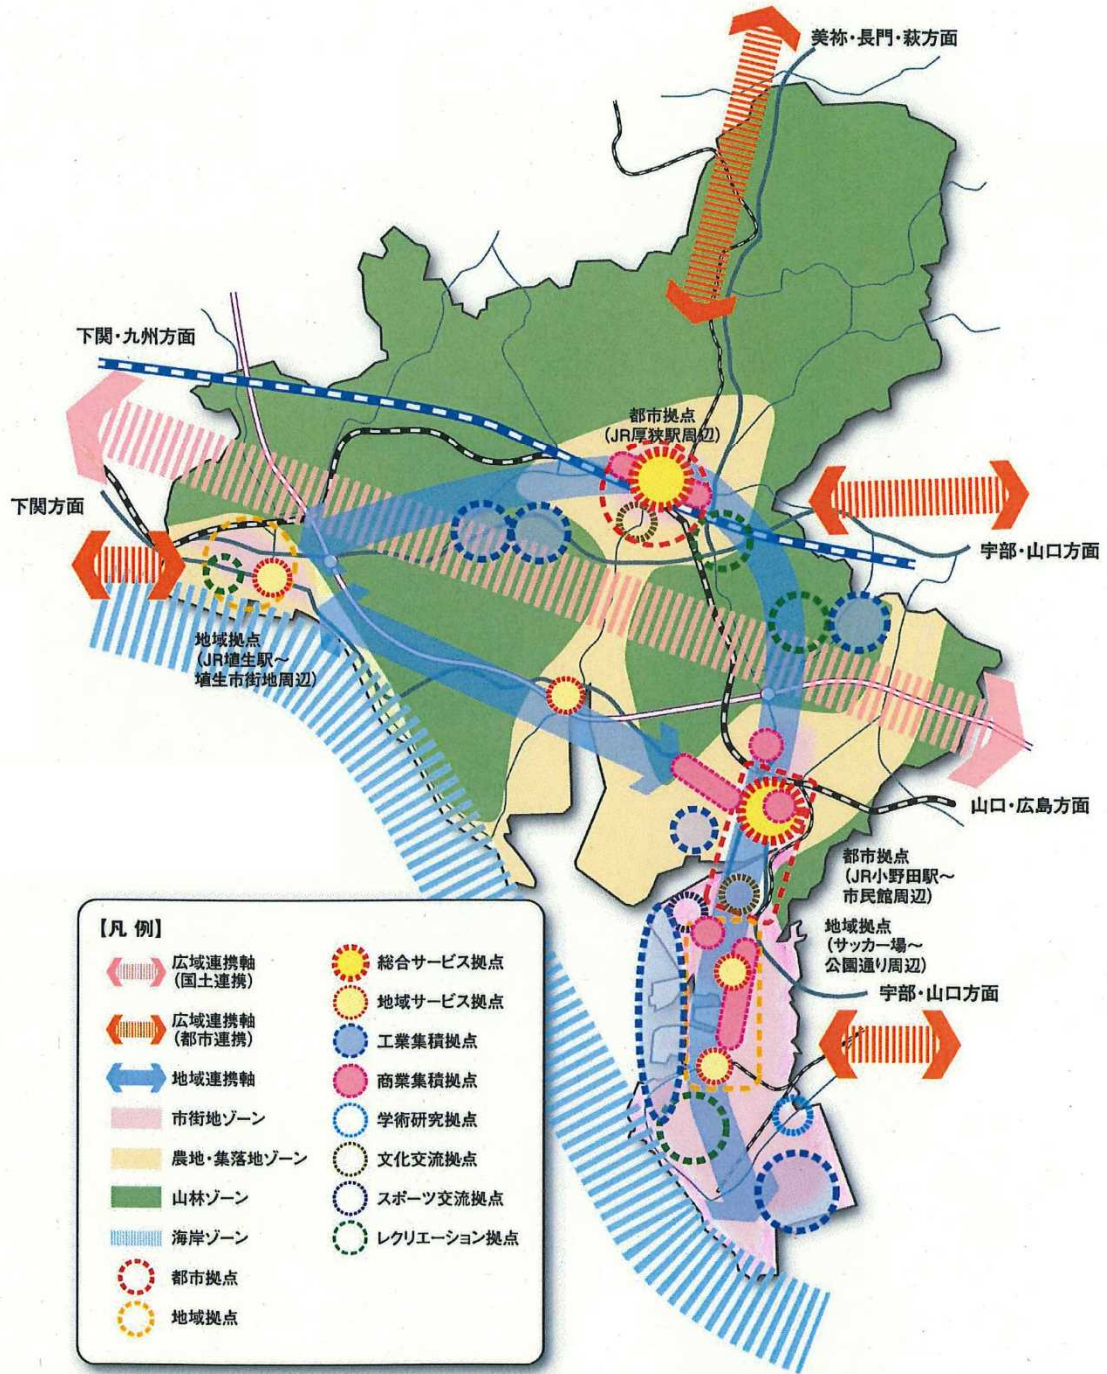 美祢・長門・萩方面
下関・九州方面
都市拠点
(JR厚狭駅周辺)
下関方面
宇部・山口方面
地域拠点
(JR埴生駅～
埴生市街地周辺)
山口・広島方面
都市拠点
(JR小野田駅～
市民館周辺)
地域拠点
(サッカー場～
公園通り周辺)
宇部・山口方面
【凡 例】
広域連携軸
(国土連携)
広域連携軸
(都市連携)
地域連携軸
市街地ゾーン
農地・集落地ゾーン
山林ゾーン
海岸ゾーン
都市拠点
地域拠点
総合サービス拠点
地域サービス拠点
工業集積拠点
商業集積拠点
学術研究拠点
文化交流拠点
スポーツ交流拠点
レクリエーション拠点